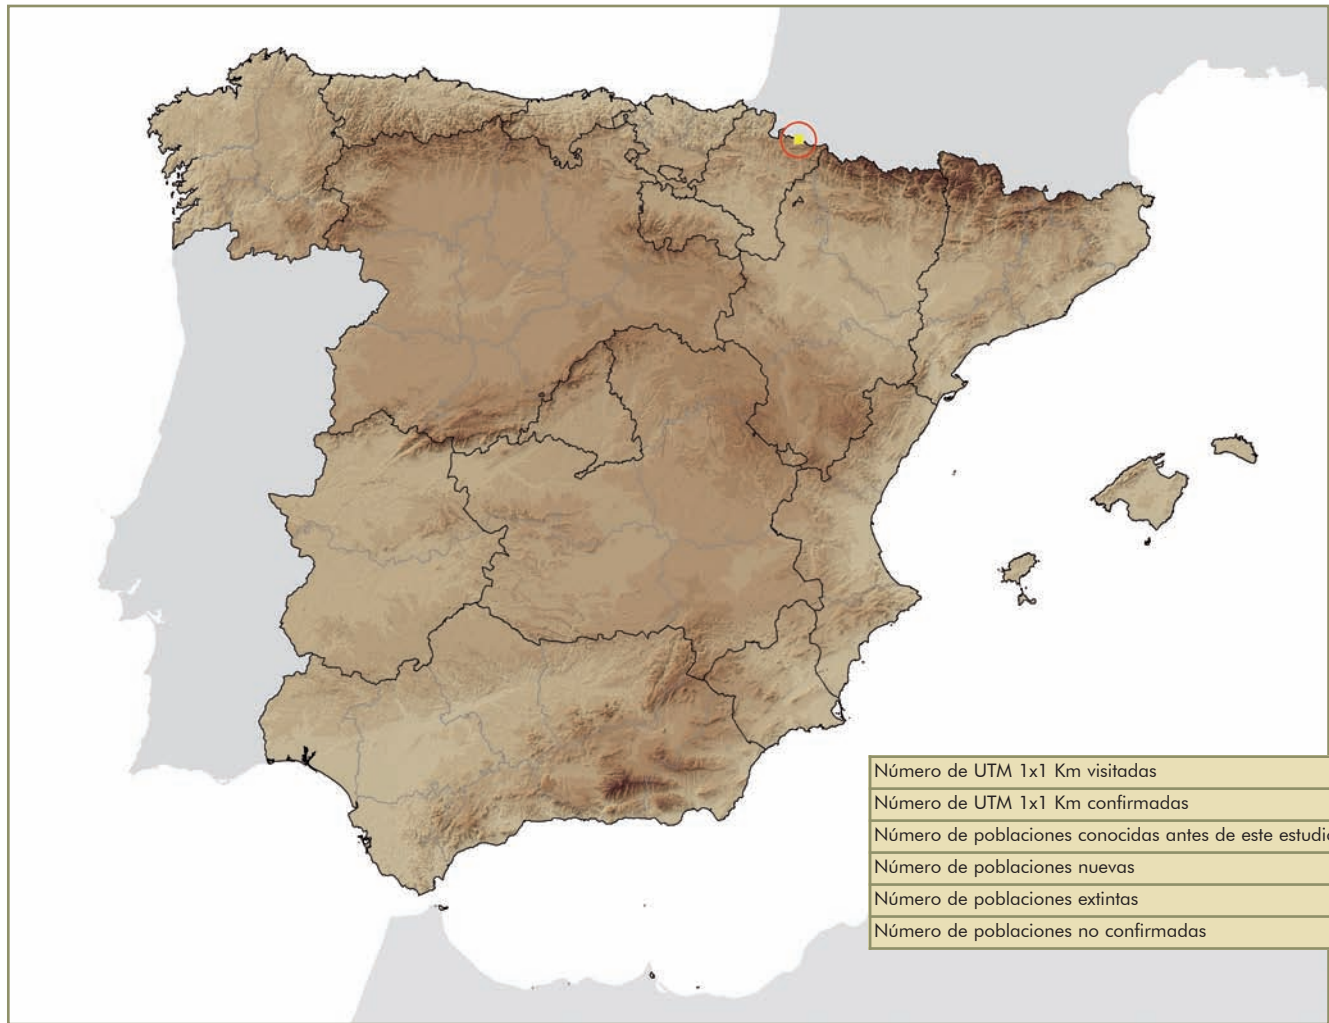 Número de UTM 1x1 Km visitadas
Número de UTM 1x1 Km confirmadas
Número de poblaciones conocidas antes de este estudi
Número de poblaciones nuevas
Número de poblaciones extintas
Número de poblaciones no confirmadas